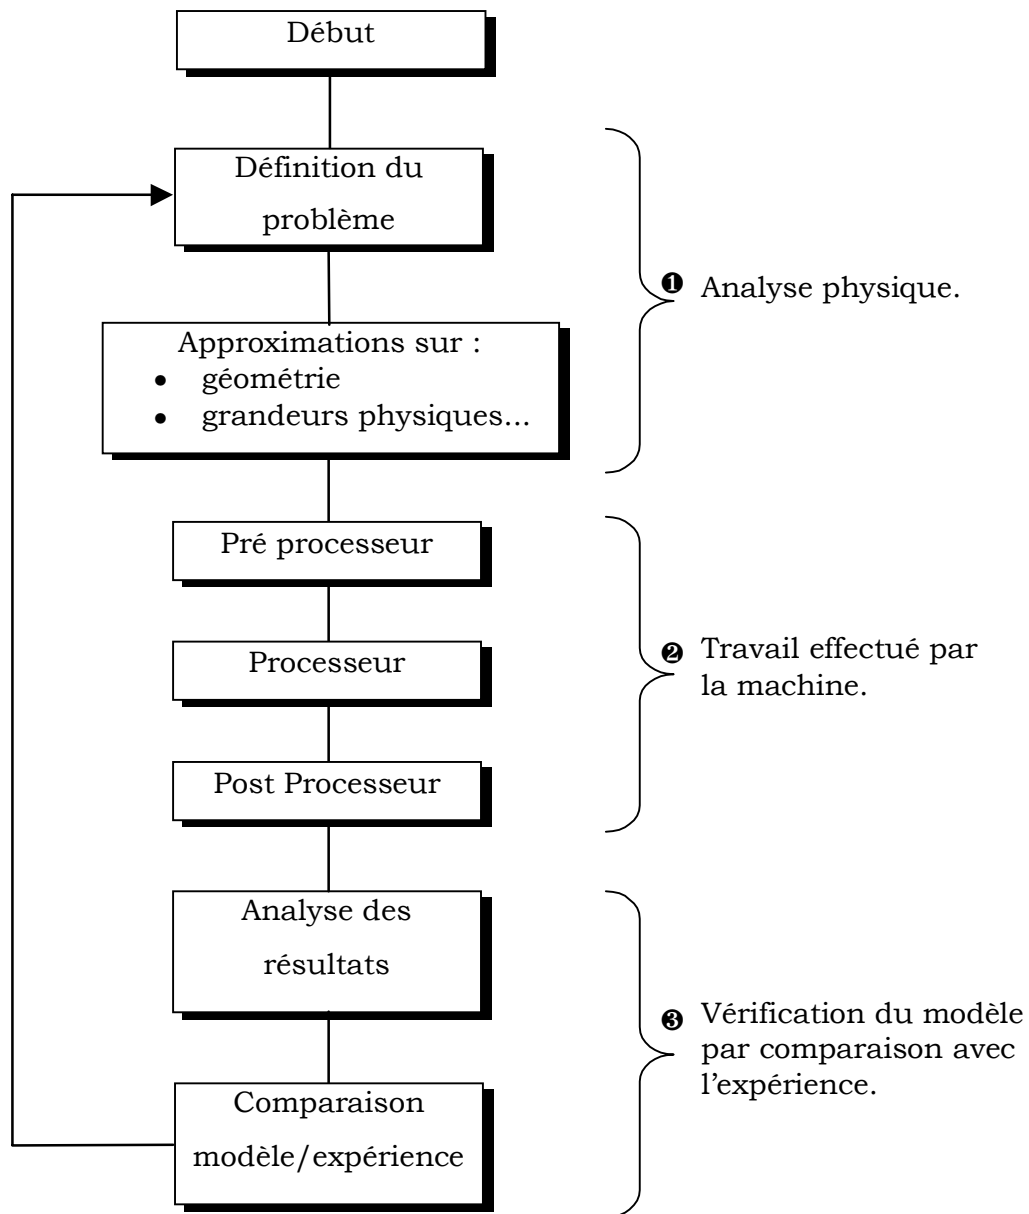 Début
Définition du
problème
Approximations sur :
• géométrie
• grandeurs physiques...
❶ Analyse physique.
Pré processeur
Processeur
Post Processeur
❷ Travail effectué par
la machine.
Analyse des
résultats
Comparaison
modèle/expérience
❸ Vérification du modèle
par comparaison avec
l’expérience.